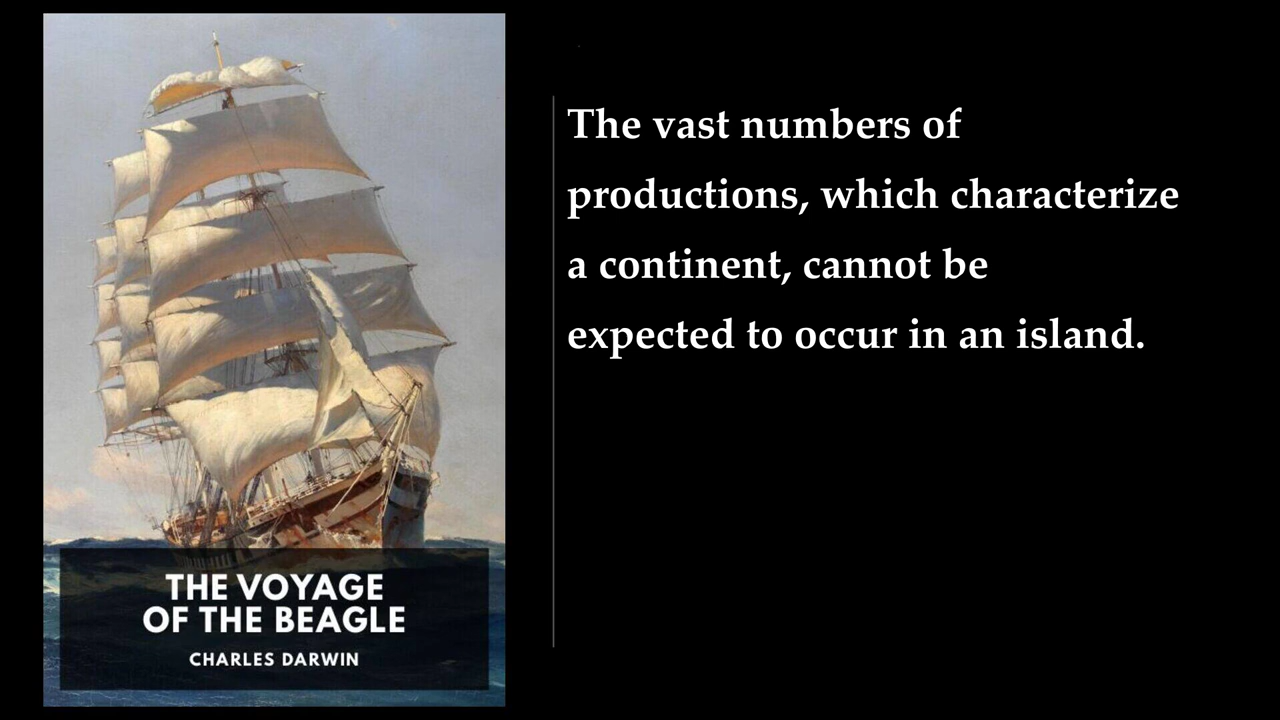 THE VOYAGE
OF THE BEAGLE
CHARLES DARWIN
The vast numbers of
productions, which characterize
a continent, cannot be
expected to occur in an island.